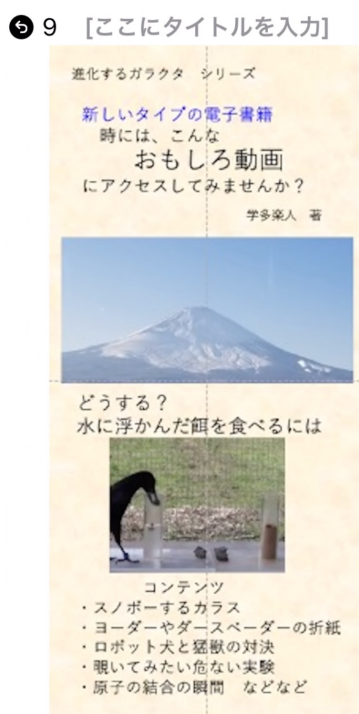 9 [ここにタイトルを入力]
進化するガラクタ シリーズ
新しいタイプの電子書籍
時には、こんな
おもしろ動画
にアクセスしてみませんか？
学多楽人 著
どうする？
水に浮かんだ餌を食べるには
コンテンツ
・スノボーするカラス
・ヨーダーやダースベーダーの折紙
・ロボット犬と猛獣の対決
・覗いてみたい危ない実験
・原子の結合の瞬間 などなど